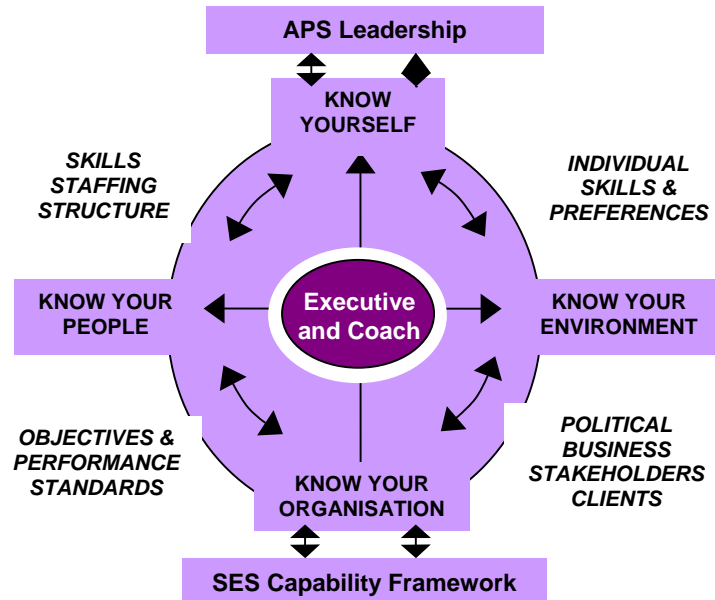 APS Leadership
KNOW
YOURSELF
SKILLS
STAFFING
STRUCTURE
INDIVIDUAL
SKILLS &
PREFERENCES
KNOW YOUR
PEOPLE
Executive
and Coach
KNOW YOUR
ENVIRONMENT
OBJECTIVES &
PERFORMANCE
STANDARDS
POLITICAL
BUSINESS
STAKEHOLDERS
CLIENTS
KNOW YOUR
ORGANISATION
SES Capability Framework